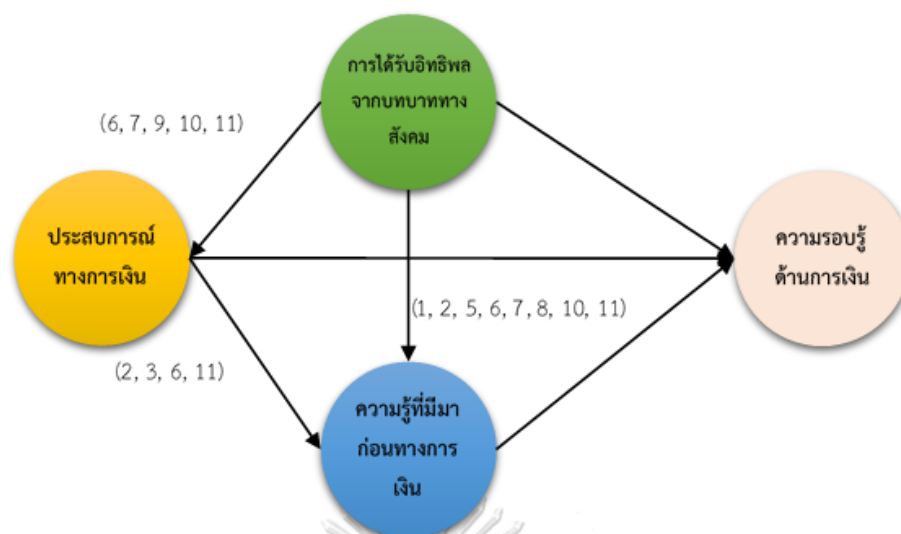 การได้รับอิทธิพล
จากบทบาททาง
สังคม
(6, 7, 9, 10, 11)
ประสบการณ์
ทางการเงิน
ความรอบรู้
ด้านการเงิน
(1, 2, 5, 6, 7, 8, 10, 11)
(2, 3, 6, 11)
ความรู้ที่มีมา
ก่อนทางการ
เงิน